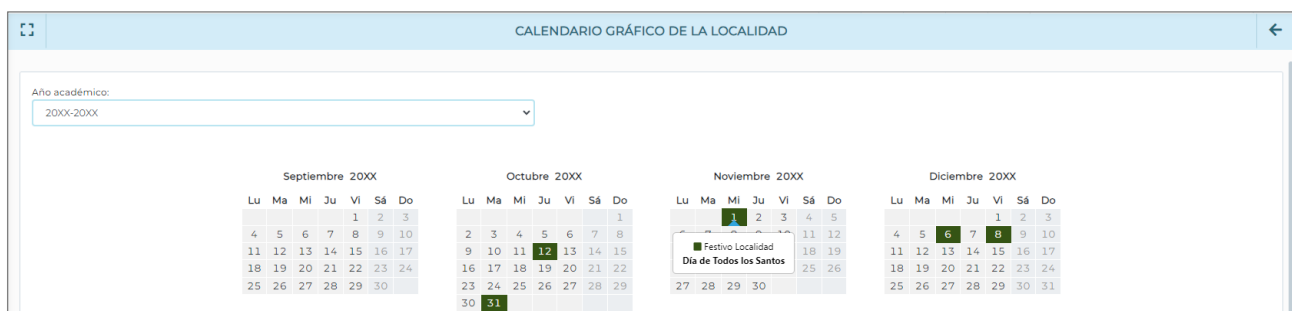 CALENDARIO GRÁFICO DE LA LOCALIDAD
Año académico:
20XX-20XX
Septiembre 20XX
Lu Ma Mi Ju Vi Sá Do
1 2 3
4 5 6 7 8 9 10
11 12 13 14 15 16 17
18 19 20 21 22 23 24
25 26 27 28 29 30
Octubre 20XX
Lu Ma Mi Ju Vi Sá Do
1
2 3 4 5 6 7 8
9 10 11 12 13 14 15
16 17 18 19 20 21 22
23 24 25 26 27 28 29
30 31
Noviembre 20XX
Lu Ma Mi Ju Vi Sá Do
1 2 3 4 5
11 12
Festivo Localidad
18 19
Día de Todos los Santos
25 26
27 28 29 30
Diciembre 20XX
Lu Ma Mi Ju Vi Sá Do
1 2 3
4 5 6 7 8 9 10
11 12 13 14 15 16 17
18 19 20 21 22 23 24
25 26 27 28 29 30 31